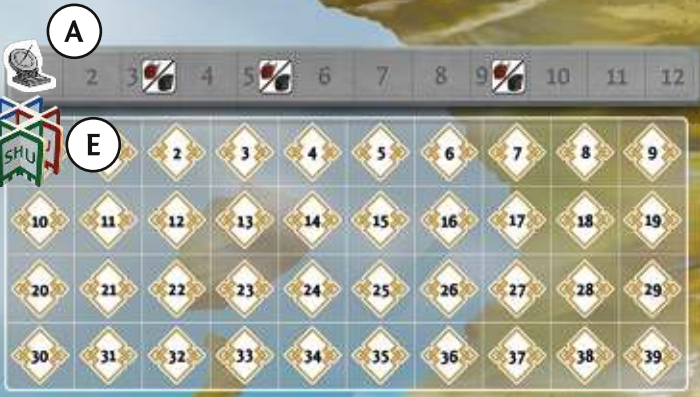 A
2 3 4 5 6 7 8 9 10 11 12
SHU E 2 3 4 5 6 7 8 9
10 11 12 13 14 15 16 17 18 19
20 21 22 23 24 25 26 27 28 29
30 31 32 33 34 35 36 37 38 39